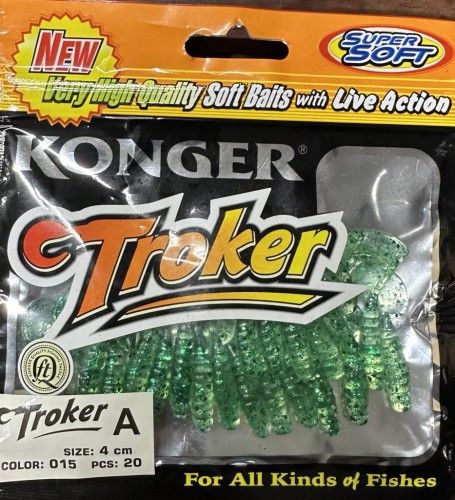 NEW
SUPER
SOFT
Very High Quality Soft Baits with Live Action
KONGER®
Troker
ft Q
Troker A
SIZE: 4 cm
COLOR: 015 PCS: 20
For All Kinds of Fishes